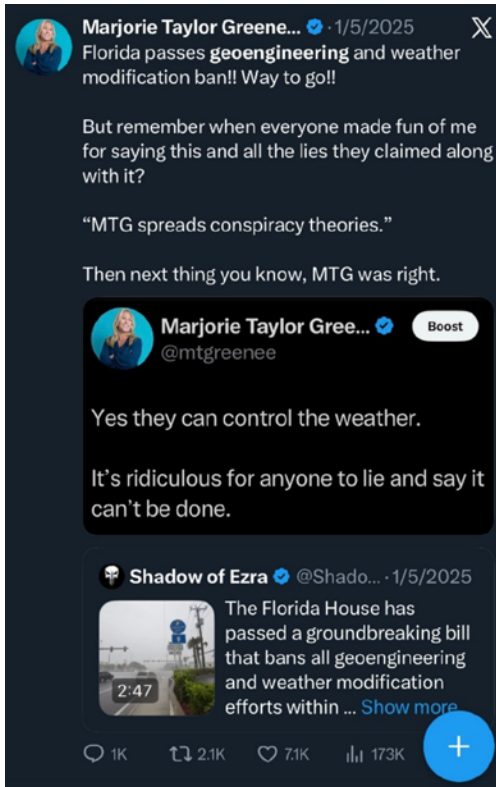 Marjorie Taylor Greene... · 1/5/2025 X
Florida passes geoengineering and weather
modification ban!! Way to go!!
But remember when everyone made fun of me
for saying this and all the lies they claimed along
with it?
“MTG spreads conspiracy theories.”
Then next thing you know, MTG was right.
Marjorie Taylor Gree... Boost
@mtgreenee
Yes they can control the weather.
It’s ridiculous for anyone to lie and say it
can’t be done.
Shadow of Ezra @Shado... · 1/5/2025
The Florida House has
passed a groundbreaking bill
that bans all geoengineering
and weather modification
efforts within ... Show more
2:47
1K 2.1K 7.1K 173K